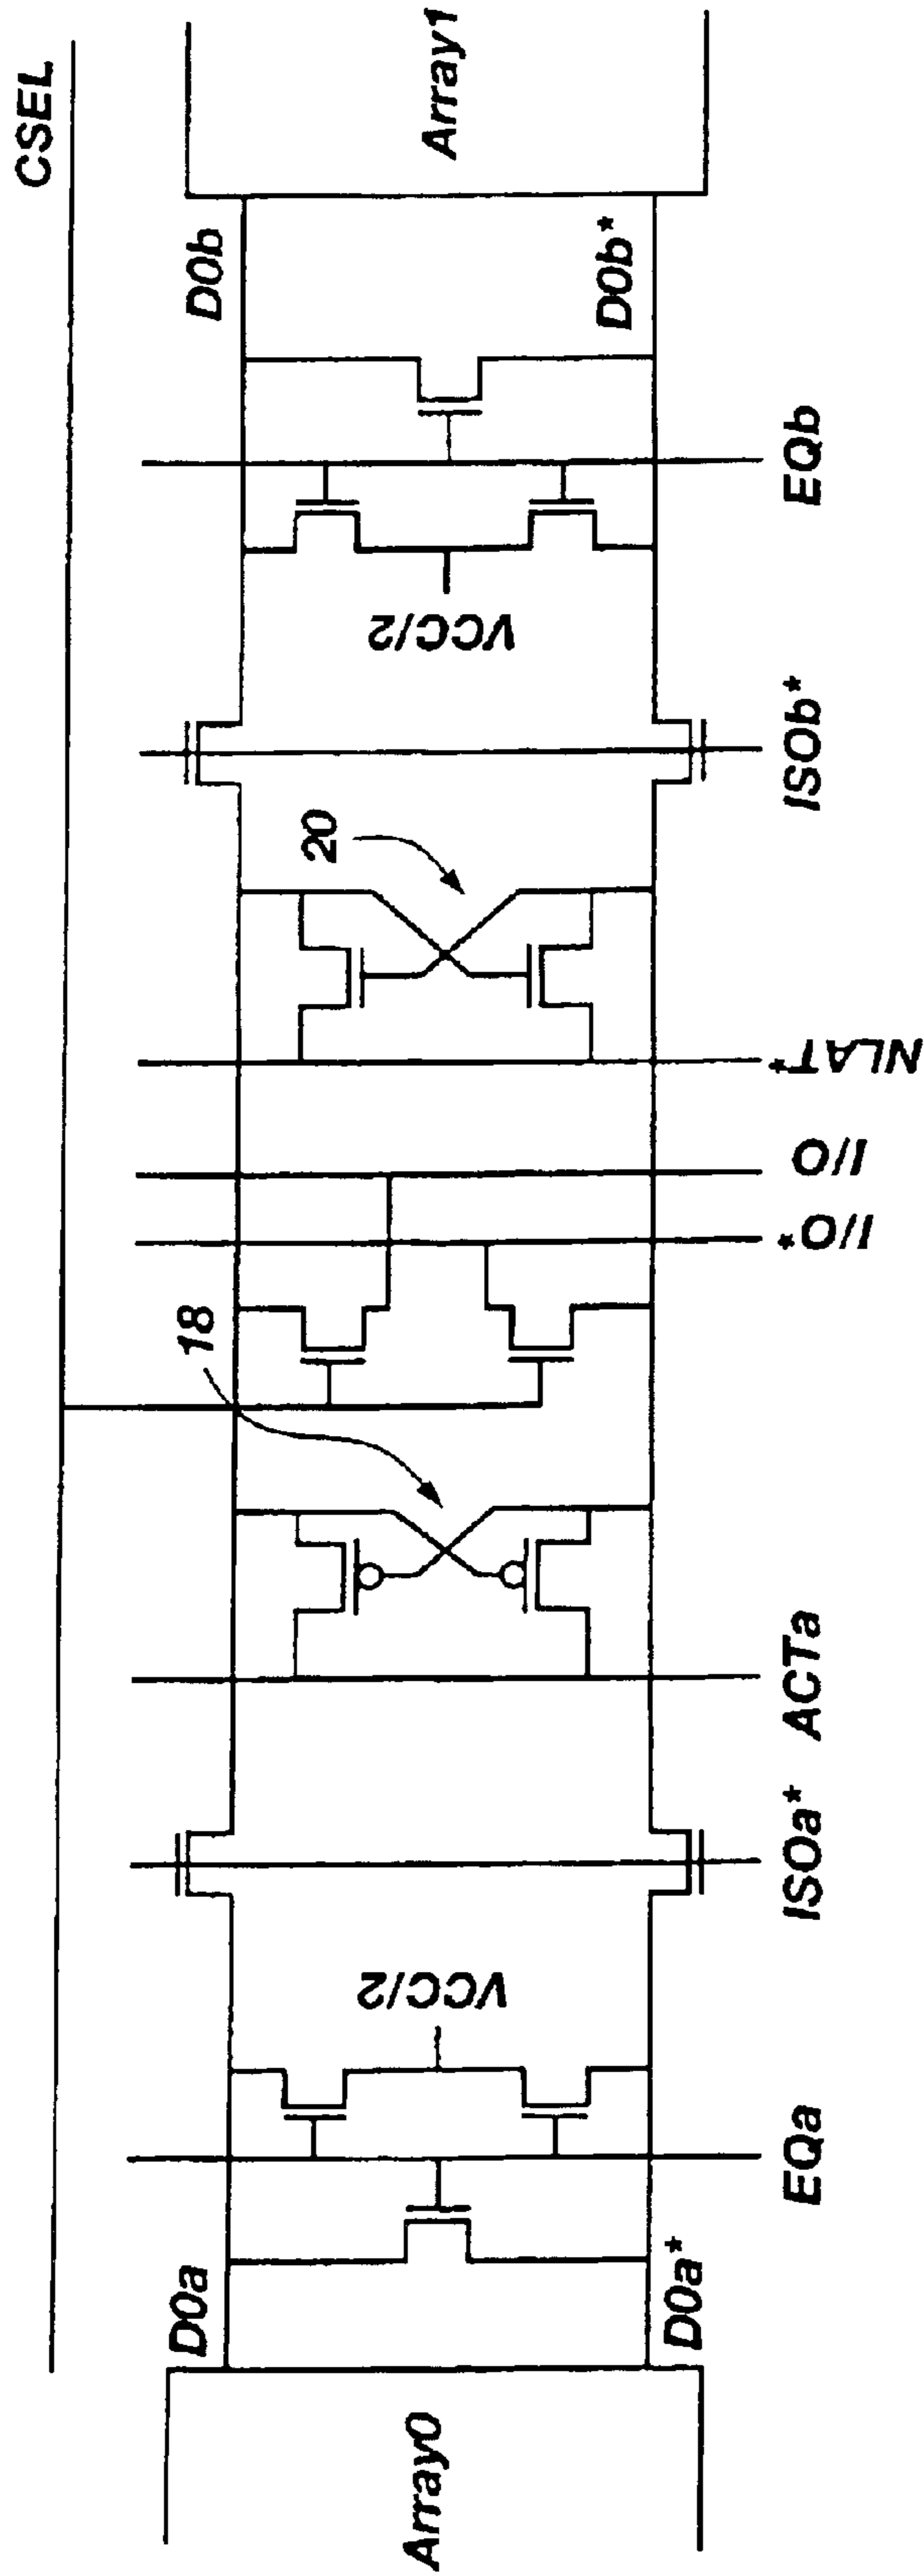 CSEL
Array0
D0a
D0a*
EQa
VCC/2
ISOa*
ACTa
18
I/O*
I/O
NLAT*
20
ISOb*
VCC/2
EQb
D0b
D0b*
Array1